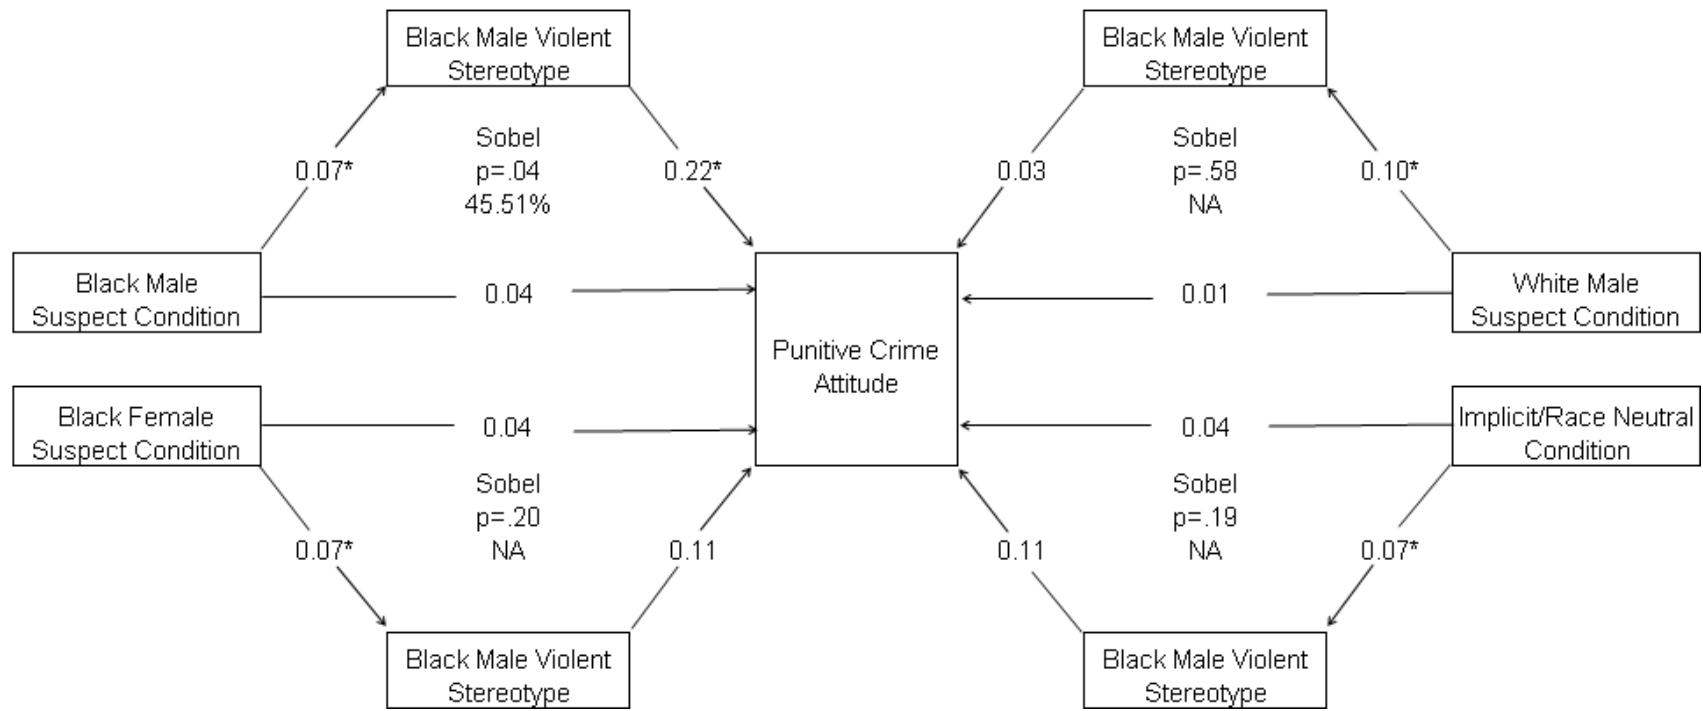 Black Male Violent
Stereotype
Black Male Violent
Stereotype
Sobel
p=.04
45.51%
0.07*
0.22*
Sobel
p=.58
NA
0.03
0.10*
Black Male
Suspect Condition
0.04
Punitive Crime
Attitude
0.01
White Male
Suspect Condition
Black Female
Suspect Condition
0.04
0.04
Implicit/Race Neutral
Condition
Sobel
p=.20
NA
0.07*
0.11
Sobel
p=.19
NA
0.11
0.07*
Black Male Violent
Stereotype
Black Male Violent
Stereotype